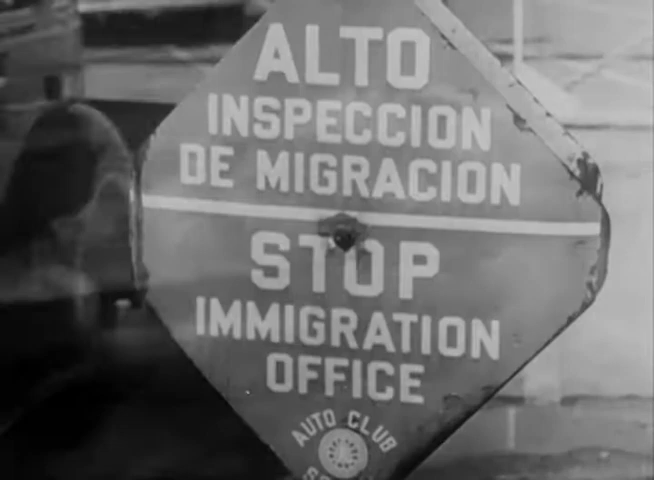 ALTO
INSPECCION
DE MIGRACION
STOP
IMMIGRATION
OFFICE
AUTO CLUB